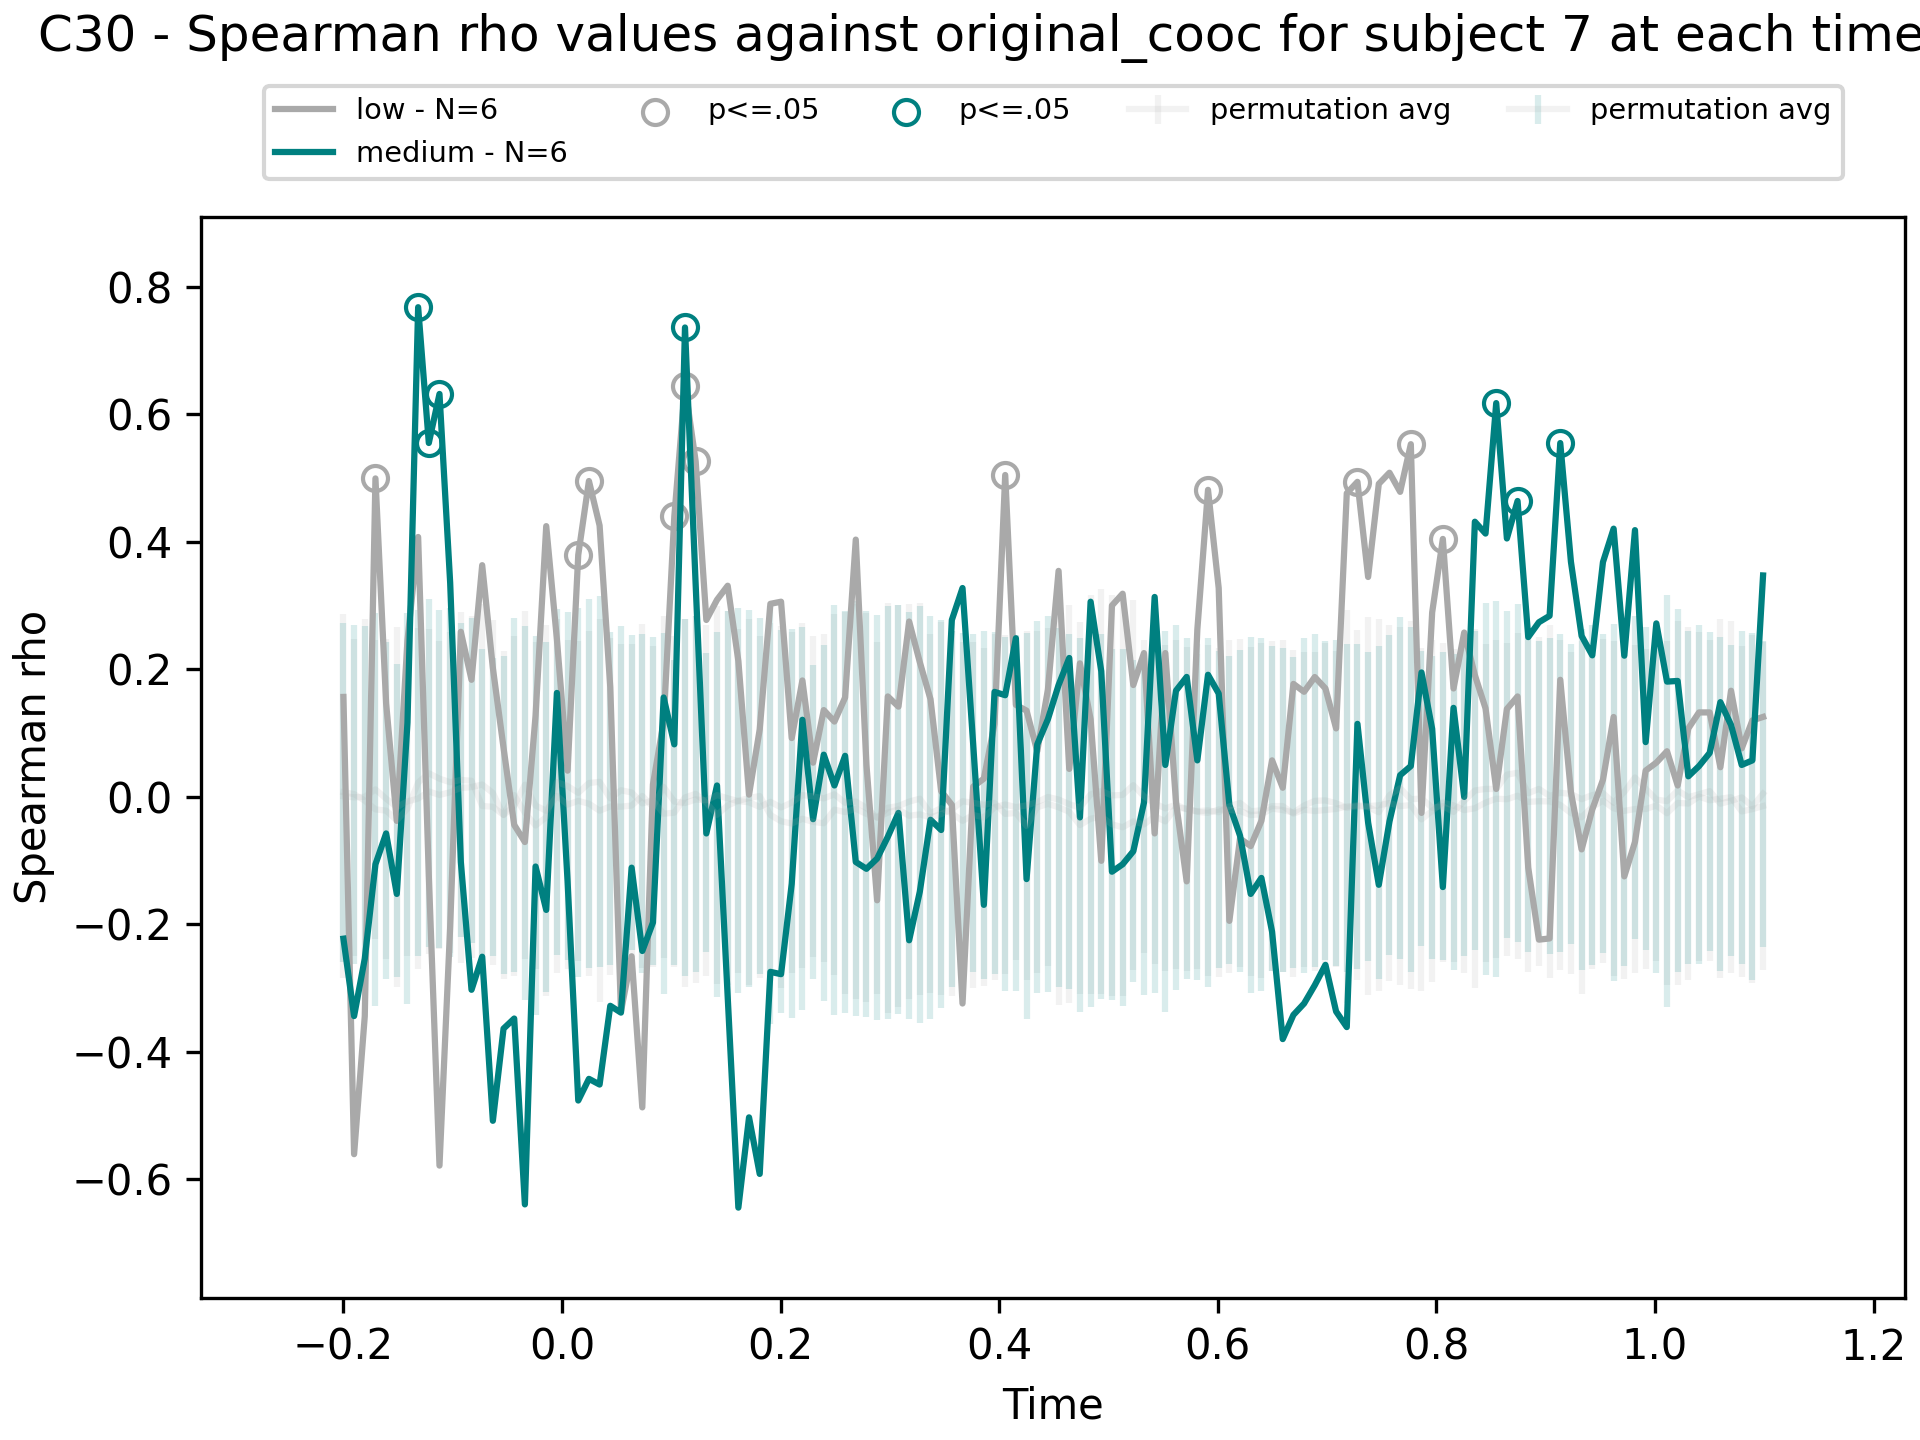 C30 - Spearman rho values against original_cooc for subject 7 at each time
low - N=6
medium - N=6
p<=.05
p<=.05
permutation avg
permutation avg
Spearman rho
0.8
0.6
0.4
0.2
0.0
−0.2
−0.4
−0.6
−0.2
0.0
0.2
0.4
0.6
0.8
1.0
1.2
Time